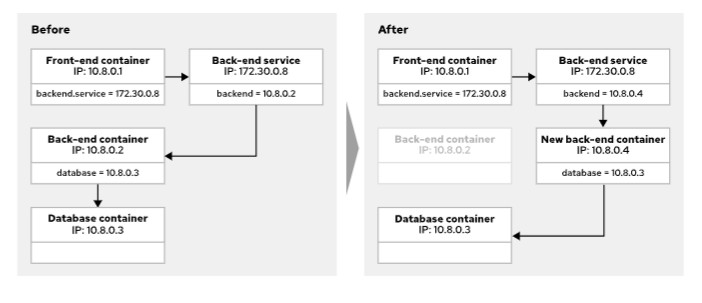 Before
Front-end container
IP: 10.8.0.1
backend.service = 172.30.0.8
Back-end service
IP: 172.30.0.8
backend = 10.8.0.2
Back-end container
IP: 10.8.0.2
database = 10.8.0.3
Database container
IP: 10.8.0.3
After
Front-end container
IP: 10.8.0.1
backend.service = 172.30.0.8
Back-end service
IP: 172.30.0.8
backend = 10.8.0.4
Back-end container
IP: 10.8.0.2
New back-end container
IP: 10.8.0.4
database = 10.8.0.3
Database container
IP: 10.8.0.3